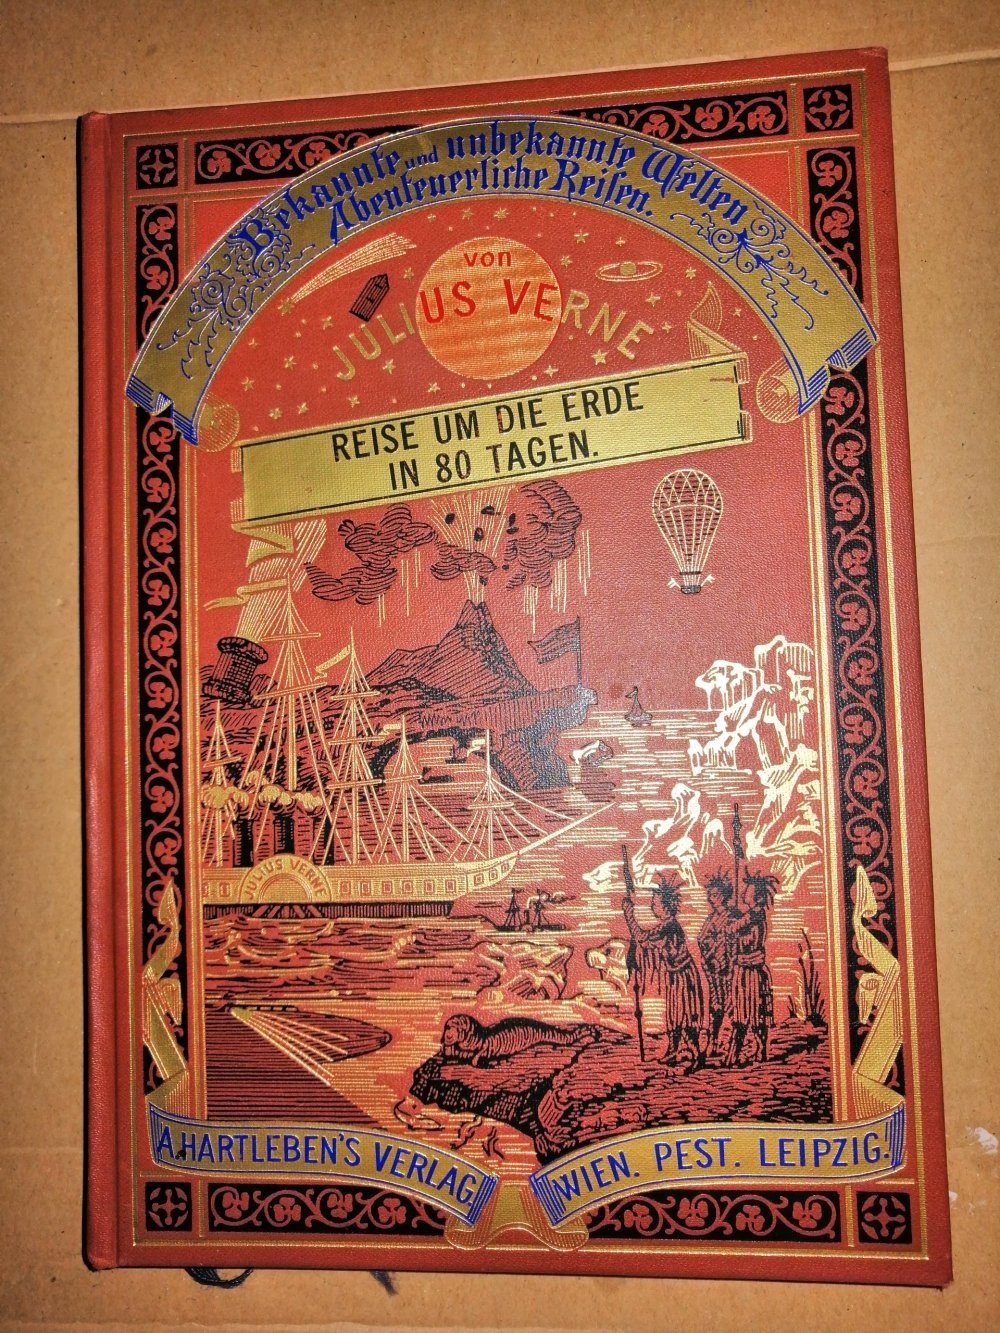 Bekannte und unbekannte Welten
Abenteuerliche Reisen.
von
JULIUS VERNE
REISE UM DIE ERDE
IN 80 TAGEN.
JULIUS VERNE
A. HARTLEBEN'S VERLAG.
WIEN. PEST. LEIPZIG!